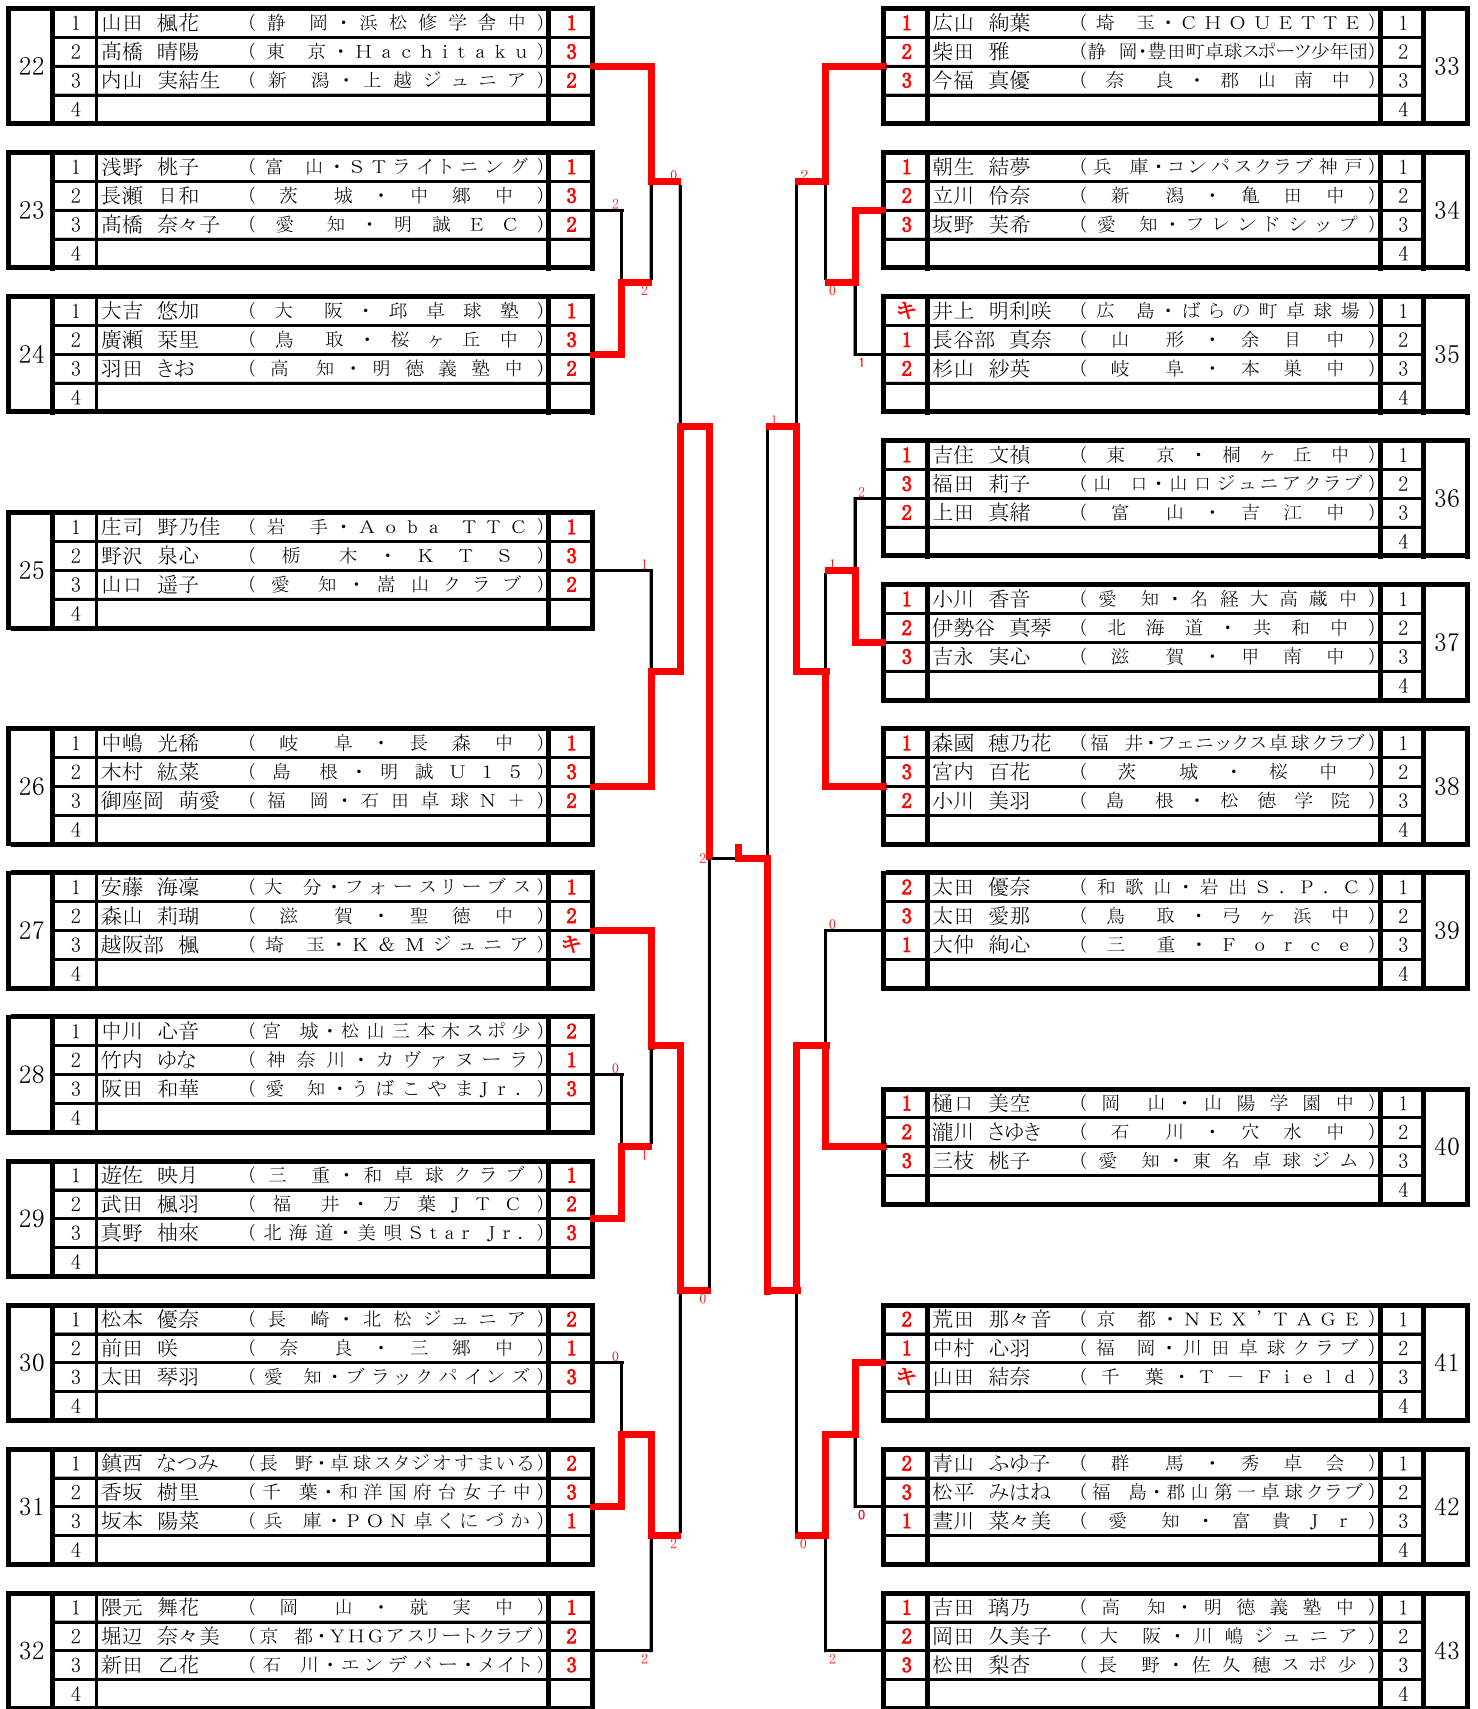 22
1 山田 楓花 (静 岡・浜松修学舎中) 1
2 髙橋 晴陽 (東 京・Hachitaku) 3
3 内山 実結生 (新 潟・上越ジュニア) 2
4
23
1 浅野 桃子 (富 山・STライトニング) 1
2 長瀬 日和 (茨 城・中郷中) 3
3 髙橋 奈々子 (愛 知・明誠EC) 2
4
24
1 大吉 悠加 (大 阪・邱卓球塾) 1
2 廣瀬 栞里 (鳥 取・桜ヶ丘中) 3
3 羽田 きお (高 知・明徳義塾中) 2
4
25
1 庄司 野乃佳 (岩 手・Aoba TTC) 1
2 野沢 泉心 (栃 木・KTS) 3
3 山口 遥子 (愛 知・嵩山クラブ) 2
4
26
1 中嶋 光稀 (岐 阜・長森中) 1
2 木村 紘菜 (島 根・明誠U15) 3
3 御座岡 萌愛 (福 岡・石田卓球N+) 2
4
27
1 安藤 海凜 (大 分・フォースリーブス) 1
2 森山 莉瑚 (滋 賀・聖徳中) 2
3 越阪部 楓 (埼 玉・K&Mジュニア) キ
4
28
1 中川 心音 (宮 城・松山三本木スポ少) 2
2 竹内 ゆな (神奈川・カヴァヌーラ) 1
3 阪田 和華 (愛 知・うばこやまJr.) 3
4
29
1 遊佐 映月 (三 重・和卓球クラブ) 1
2 武田 楓羽 (福 井・万葉JTC) 2
3 真野 柚來 (北海道・美唄Star Jr.) 3
4
30
1 松本 優奈 (長 崎・北松ジュニア) 2
2 前田 咲 (奈 良・三郷中) 1
3 太田 琴羽 (愛 知・ブラックパインズ) 3
4
31
1 鎮西 なつみ (長 野・卓球スタジオすまいる) 2
2 香坂 樹里 (千 葉・和洋国府台女子中) 3
3 坂本 陽菜 (兵 庫・PON卓くにづか) 1
4
32
1 隈元 舞花 (岡 山・就実中) 1
2 堀辺 奈々美 (京 都・YHGアスリートクラブ) 2
3 新田 乙花 (石 川・エンデバー・メイト) 3
4
0
2
2
1
2
0
1
0
0
2
2
2
0
1
1
2
1
0
0
0
2
33
1 広山 絢葉 (埼 玉・CHOUETTE) 1
2 柴田 雅 (静 岡・豊田町卓球スポーツ少年団) 2
3 今福 真優 (奈 良・郡山南中) 3
4
34
1 朝生 結夢 (兵 庫・コンパスクラブ神戸) 1
2 立川 伶奈 (新 潟・亀田中) 2
3 坂野 芙希 (愛 知・フレンドシップ) 3
4
35
キ 井上 明利咲 (広 島・ばらの町卓球場) 1
1 長谷部 真奈 (山 形・余目中) 2
2 杉山 紗英 (岐 阜・本巣中) 3
4
36
1 吉住 文禎 (東 京・桐ヶ丘中) 1
3 福田 莉子 (山 口・山口ジュニアクラブ) 2
2 上田 真緒 (富 山・吉江中) 3
4
37
1 小川 香音 (愛 知・名経大高蔵中) 1
2 伊勢谷 真琴 (北海道・共和中) 2
3 吉永 実心 (滋 賀・甲南中) 3
4
38
1 森國 穂乃花 (福 井・フェニックス卓球クラブ) 1
3 宮内 百花 (茨 城・桜中) 2
2 小川 美羽 (島 根・松徳学院) 3
4
39
2 太田 優奈 (和歌山・岩出S.P.C) 1
3 太田 愛那 (鳥 取・弓ヶ浜中) 2
1 大仲 絢心 (三 重・Force) 3
4
40
1 樋口 美空 (岡 山・山陽学園中) 1
2 瀧川 さゆき (石 川・穴水中) 2
3 三枝 桃子 (愛 知・東名卓球ジム) 3
4
41
2 荒田 那々音 (京 都・NEX'TAGE) 1
1 中村 心羽 (福 岡・川田卓球クラブ) 2
キ 山田 結奈 (千 葉・T-Field) 3
4
42
2 青山 ふゆ子 (群 馬・秀卓会) 1
3 松平 みはね (福 島・郡山第一卓球クラブ) 2
1 晝川 菜々美 (愛 知・富貴Jr) 3
4
43
1 吉田 璃乃 (高 知・明徳義塾中) 1
2 岡田 久美子 (大 阪・川嶋ジュニア) 2
3 松田 梨杏 (長 野・佐久穂スポ少) 3
4